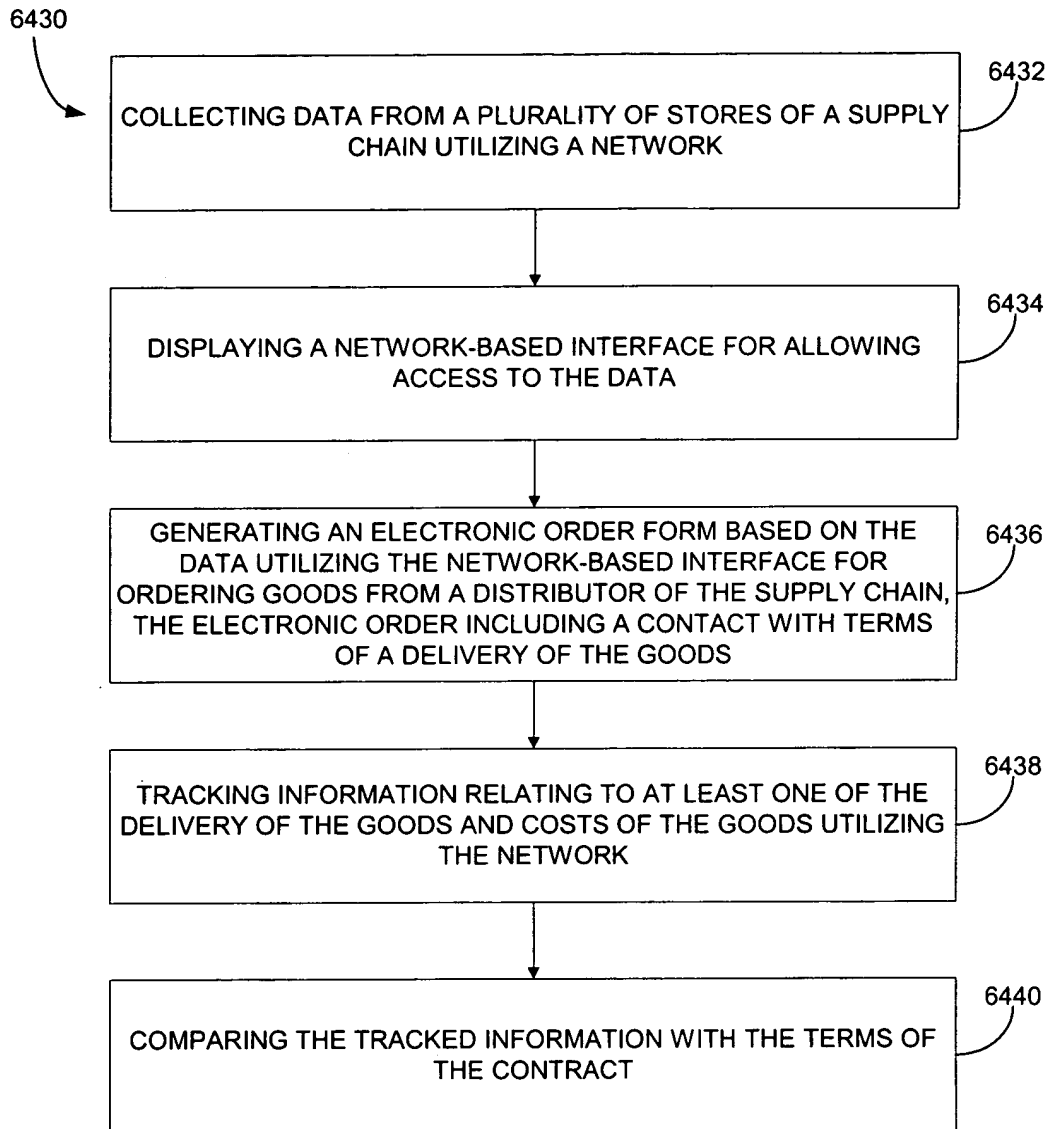 6430
6432
COLLECTING DATA FROM A PLURALITY OF STORES OF A SUPPLY
CHAIN UTILIZING A NETWORK
6434
DISPLAYING A NETWORK-BASED INTERFACE FOR ALLOWING
ACCESS TO THE DATA
6436
GENERATING AN ELECTRONIC ORDER FORM BASED ON THE
DATA UTILIZING THE NETWORK-BASED INTERFACE FOR
ORDERING GOODS FROM A DISTRIBUTOR OF THE SUPPLY CHAIN,
THE ELECTRONIC ORDER INCLUDING A CONTACT WITH TERMS
OF A DELIVERY OF THE GOODS
6438
TRACKING INFORMATION RELATING TO AT LEAST ONE OF THE
DELIVERY OF THE GOODS AND COSTS OF THE GOODS UTILIZING
THE NETWORK
6440
COMPARING THE TRACKED INFORMATION WITH THE TERMS OF
THE CONTRACT